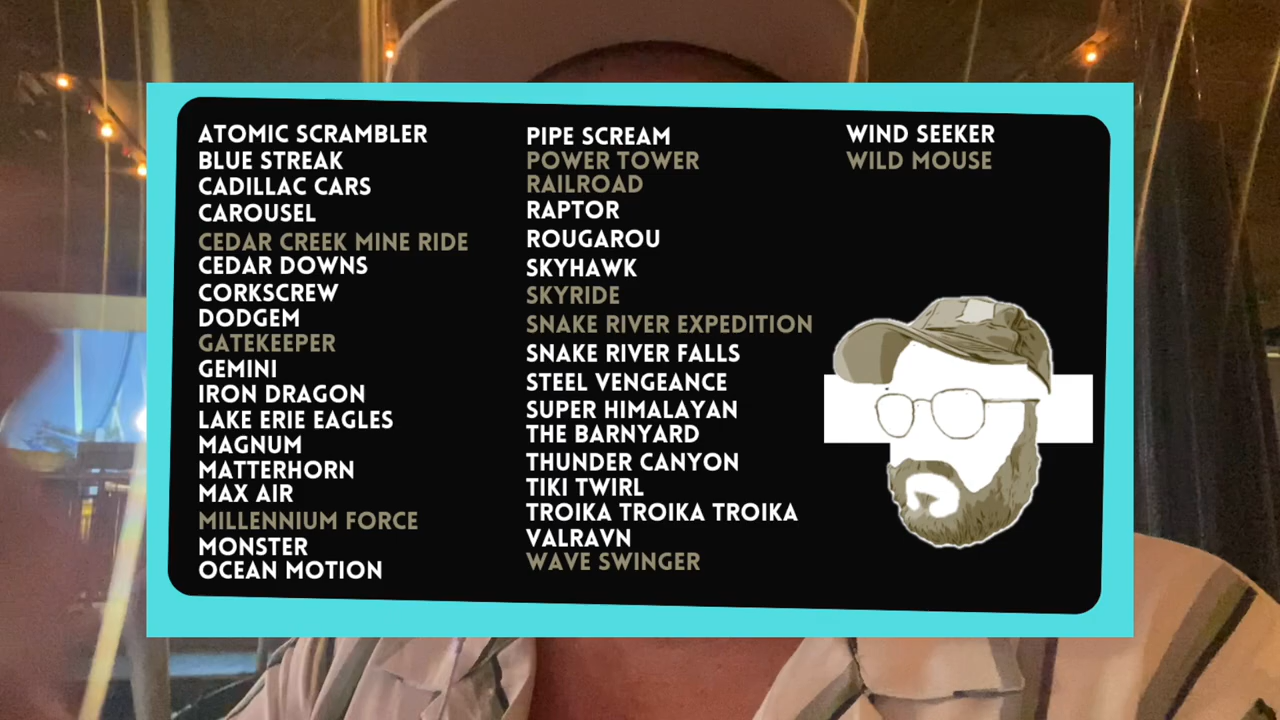 ATOMIC SCRAMBLER
BLUE STREAK
CADILLAC CARS
CAROUSEL
CEDAR CREEK MINE RIDE
CEDAR DOWNS
CORKSCREW
DODGEM
GATEKEEPER
GEMINI
IRON DRAGON
LAKE ERIE EAGLES
MAGNUM
MATTERHORN
MAX AIR
MILLENNIUM FORCE
MONSTER
OCEAN MOTION
PIPE SCREAM
POWER TOWER
RAILROAD
RAPTOR
ROUGAROU
SKYHAWK
SKYRIDE
SNAKE RIVER EXPEDITION
SNAKE RIVER FALLS
STEEL VENGEANCE
SUPER HIMALAYAN
THE BARNYARD
THUNDER CANYON
TIKI TWIRL
TROIKA TROIKA TROIKA
VALRAVN
WAVE SWINGER
WIND SEEKER
WILD MOUSE